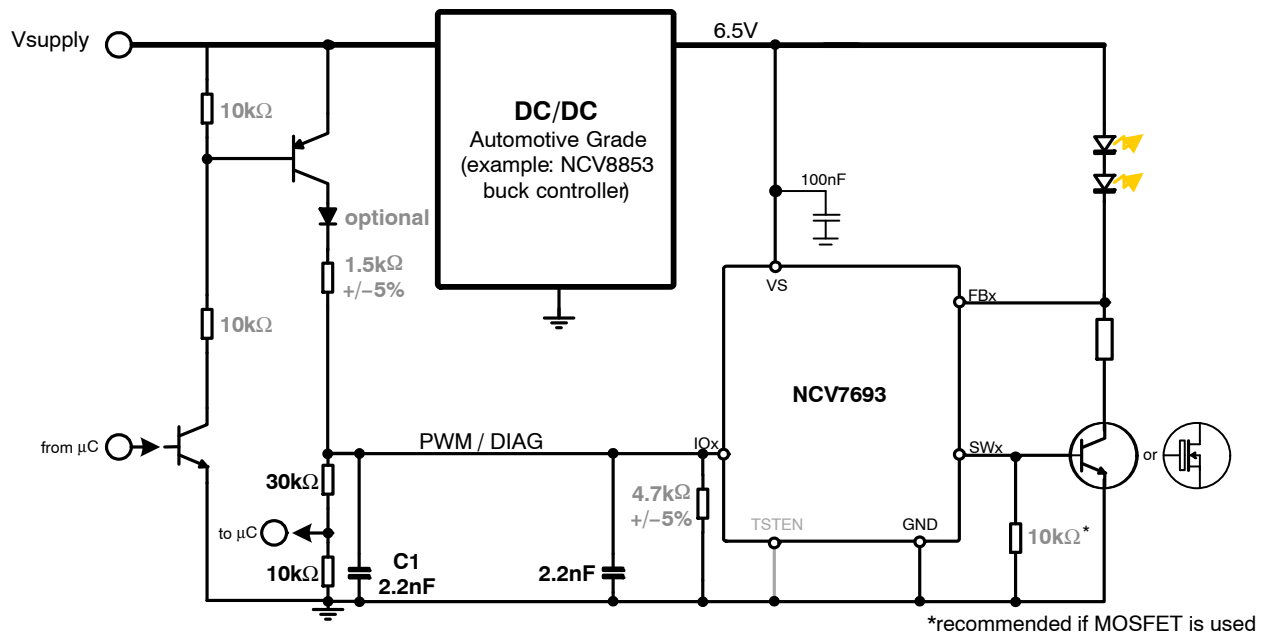 Vsupply
6.5V
10kΩ
DC/DC
Automotive Grade
(example: NCV8853
buck controller)
optional
100nF
1.5kΩ
+/−5%
VS
FBx
10kΩ
NCV7693
from μC
PWM / DIAG
IOx
SWx
or
30kΩ
4.7kΩ
+/−5%
TSTEN
GND
to μC
10kΩ*
C1
2.2nF
10kΩ
2.2nF
*recommended if MOSFET is used